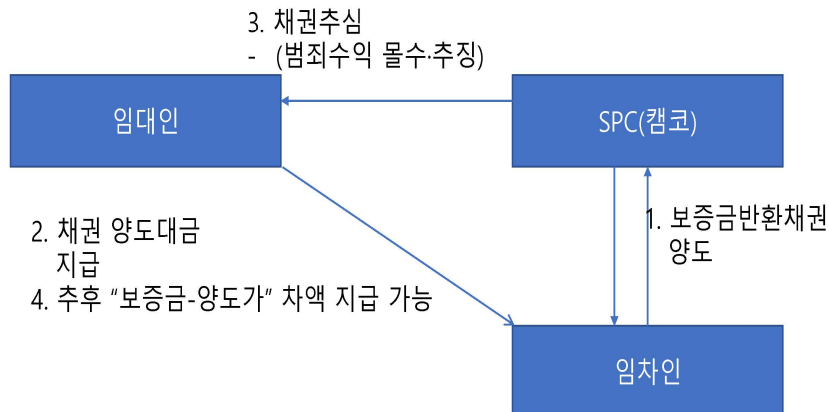 3. 채권추심
- (범죄수익 몰수·추징)
임대인
SPC(캠코)
1. 보증금반환채권
양도
2. 채권 양도대금
지급
4. 추후 “보증금-양도가” 차액 지급 가능
임차인